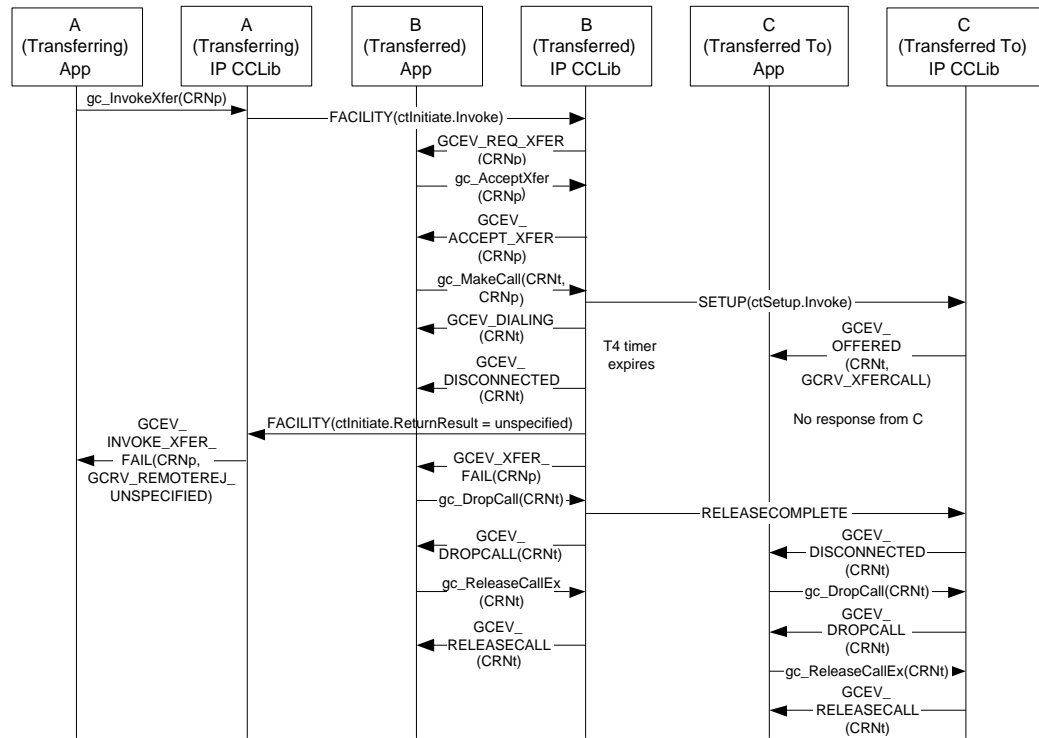 A
(Transferring)
App
A
(Transferring)
IP CCLib
B
(Transferred)
App
B
(Transferred)
IP CCLib
C
(Transferred To)
App
C
(Transferred To)
IP CCLib
gc_InvokeXfer(CRNp)
FACILITY(ctInitiate.Invoke)
GCEV_REQ_XFER
(CRNp)
gc_AcceptXfer
(CRNp)
GCEV_
ACCEPT_XFER
(CRNp)
gc_MakeCall(CRNt,
CRNp)
SETUP(ctSetup.Invoke)
GCEV_DIALING
(CRNt)
T4 timer
expires
GCEV_
OFFERED
(CRNt,
GCRV_XFERCALL)
GCEV_
DISCONNECTED
(CRNt)
No response from C
FACILITY(ctInitiate.ReturnResult = unspecified)
GCEV_
INVOKE_XFER_
FAIL(CRNp,
GCRV_REMOTEREJ_
UNSPECIFIED)
GCEV_XFER_
FAIL(CRNp)
gc_DropCall(CRNt)
RELEASECOMPLETE
GCEV_
DROPCALL(CRNt)
GCEV_
DISCONNECTED
(CRNt)
gc_ReleaseCallEx
(CRNt)
gc_DropCall(CRNt)
GCEV_
RELEASECALL
(CRNt)
GCEV_
DROPCALL
(CRNt)
gc_ReleaseCallEx(CRNt)
GCEV_
RELEASECALL
(CRNt)